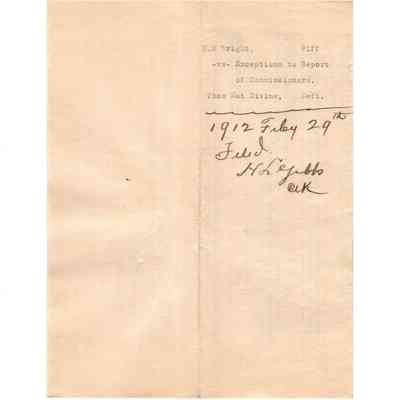 Wright, Plff
-vs- Exceptions to Report
of Commissioners.
Thos Mat Divine, Deft.
1912 Feby 29th
Filed
H L Gibbs
Clk